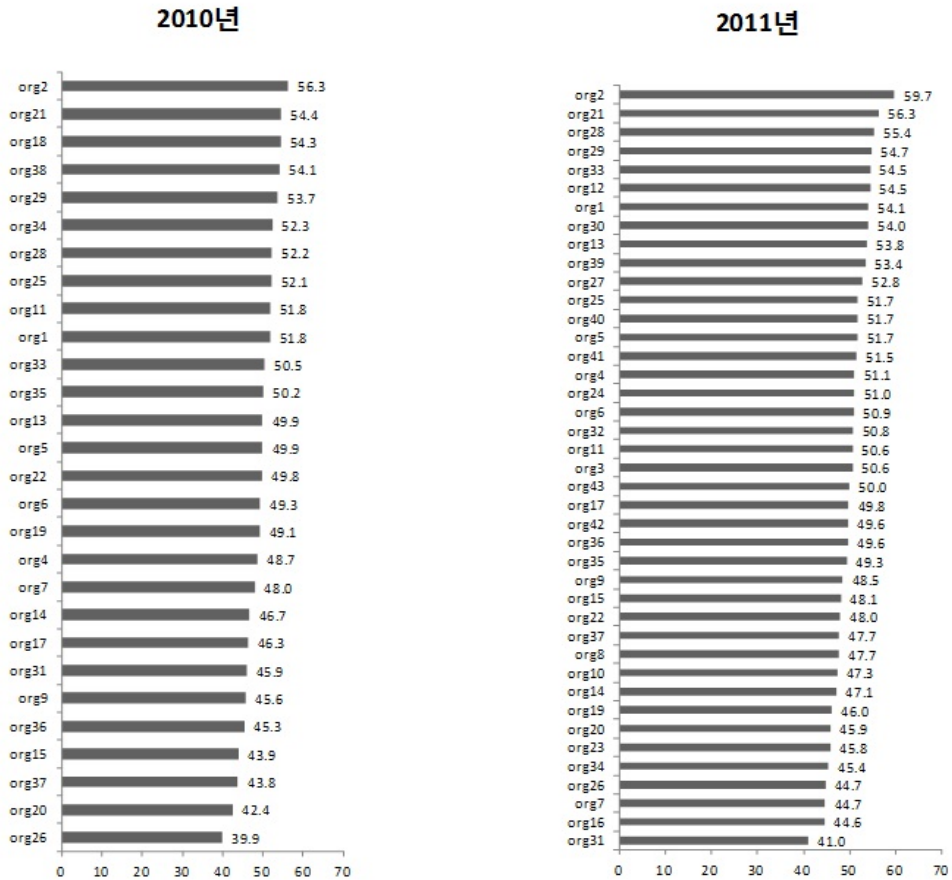 2010년
org2 56.3
org21 54.4
org18 54.3
org38 54.1
org29 53.7
org34 52.3
org28 52.2
org25 52.1
org11 51.8
org1 51.8
org33 50.5
org35 50.2
org13 49.9
org5 49.9
org22 49.8
org6 49.3
org19 49.1
org4 48.7
org7 48.0
org14 46.7
org17 46.3
org31 45.9
org9 45.6
org36 45.3
org15 43.9
org37 43.8
org20 42.4
org26 39.9
0 10 20 30 40 50 60 70
2011년
org2 59.7
org21 56.3
org28 55.4
org29 54.7
org33 54.5
org12 54.5
org1 54.1
org30 54.0
org13 53.8
org39 53.4
org27 52.8
org25 51.7
org40 51.7
org5 51.7
org41 51.5
org4 51.1
org24 51.0
org6 50.9
org32 50.8
org11 50.6
org3 50.6
org43 50.0
org17 49.8
org42 49.6
org36 49.6
org35 49.3
org9 48.5
org15 48.1
org22 48.0
org37 47.7
org8 47.7
org10 47.3
org14 47.1
org19 46.0
org20 45.9
org23 45.8
org34 45.4
org26 44.7
org7 44.7
org16 44.6
org31 41.0
0 10 20 30 40 50 60 70